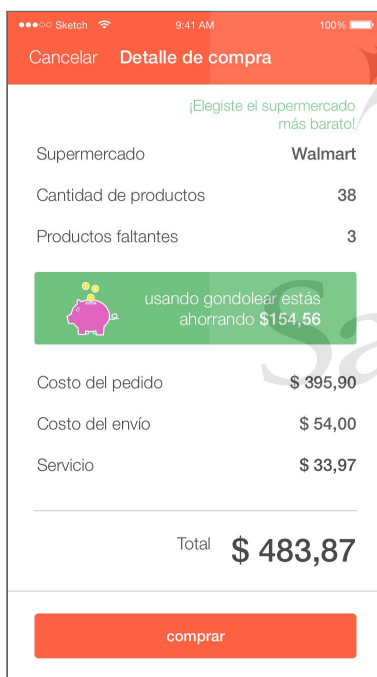 ●●●○○ Sketch 9:41 AM 100%
Cancelar Detalle de compra
¡Elegiste el supermercado
más barato!
Supermercado Walmart
Cantidad de productos 38
Productos faltantes 3
usando gondolear estás
ahorrando $154,56
Costo del pedido $ 395,90
Costo del envío $ 54,00
Servicio $ 33,97
Total $ 483,87
comprar
Sa